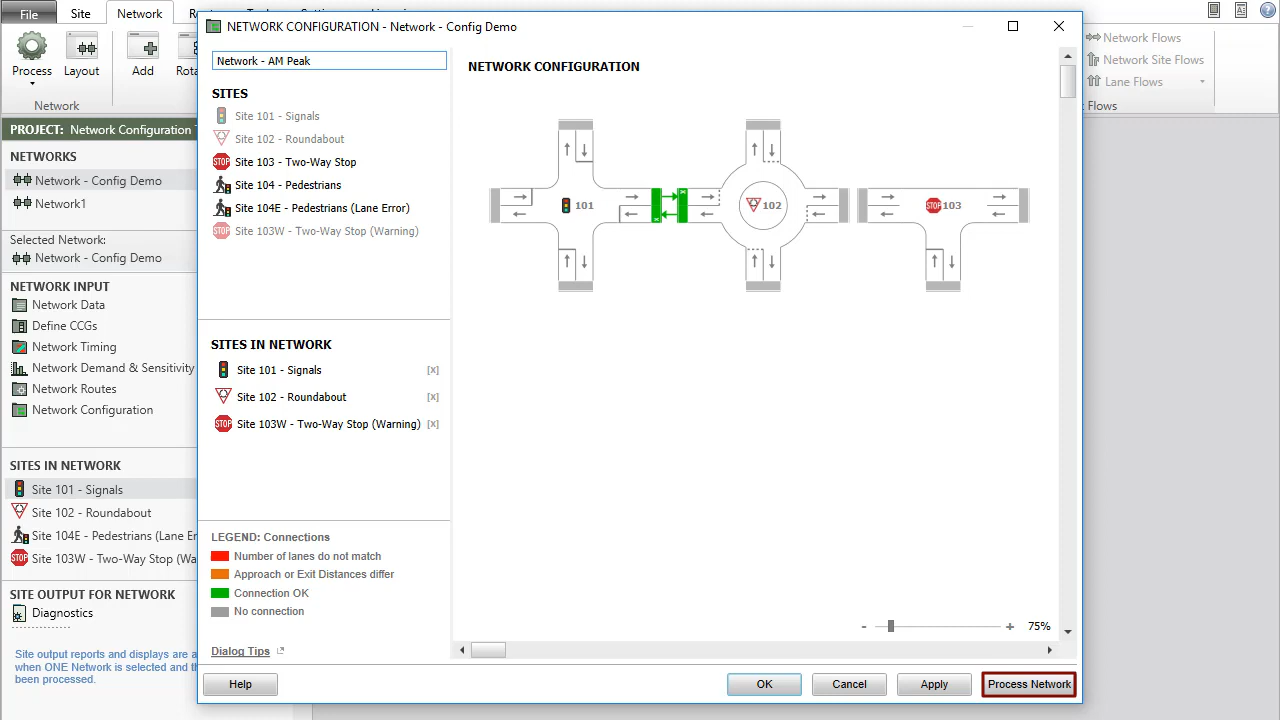 File
Site
Network
NETWORK CONFIGURATION - Network - Config Demo
Process
Layout
Add
Network
Network Flows
Network Site Flows
Lane Flows
Flows
PROJECT: Network Configuration
NETWORKS
Network - Config Demo
Network1
Selected Network:
Network - Config Demo
NETWORK INPUT
Network Data
Define CCGs
Network Timing
Network Demand & Sensitivity
Network Routes
Network Configuration
SITES IN NETWORK
Site 101 - Signals
Site 102 - Roundabout
Site 104E - Pedestrians (Lane Er
Site 103W - Two-Way Stop (Wa
SITE OUTPUT FOR NETWORK
Diagnostics
Site output reports and displays are a
when ONE Network is selected and th
been processed.
Network - AM Peak
SITES
Site 101 - Signals
Site 102 - Roundabout
STOP Site 103 - Two-Way Stop
Site 104 - Pedestrians
Site 104E - Pedestrians (Lane Error)
STOP Site 103W - Two-Way Stop (Warning)
SITES IN NETWORK
Site 101 - Signals [X]
Site 102 - Roundabout [X]
STOP Site 103W - Two-Way Stop (Warning) [X]
LEGEND: Connections
Number of lanes do not match
Approach or Exit Distances differ
Connection OK
No connection
Dialog Tips
NETWORK CONFIGURATION
101
102
STOP 103
- + 75%
Help
OK
Cancel
Apply
Process Network